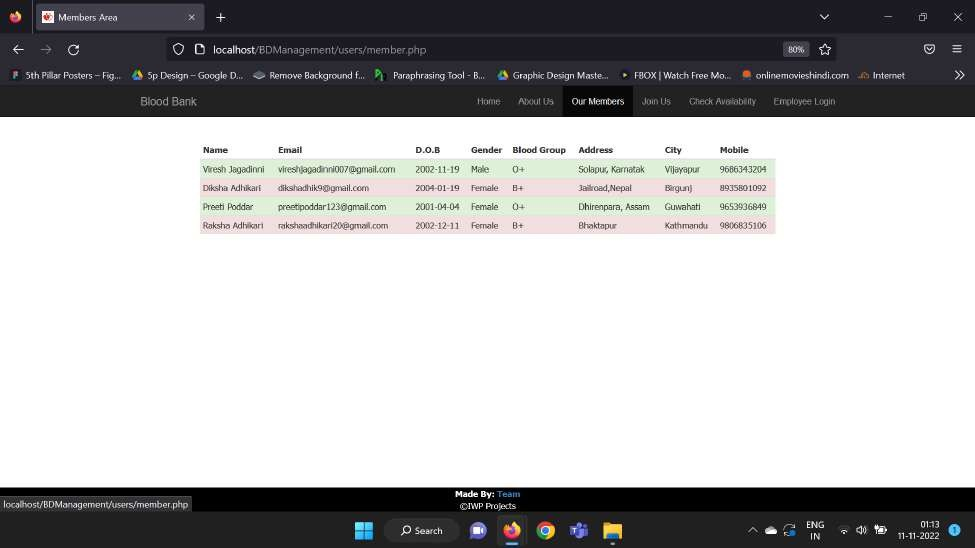 Members Area
localhost/BDManagement/users/member.php 80%
5th Pillar Posters – Fig... 5p Design – Google D... Remove Background f... Paraphrasing Tool - B... Graphic Design Maste... FBOX | Watch Free Mo... onlinemovieshindi.com Internet
Blood Bank Home About Us Our Members Join Us Check Availability Employee Login
Name Email D.O.B Gender Blood Group Address City Mobile
Viresh Jagadinni vireshjagadinni007@gmail.com 2002-11-19 Male O+ Solapur, Karnatak Vijayapur 9686343204
Diksha Adhikari dikshadhik9@gmail.com 2004-01-19 Female B+ Jailroad,Nepal Birgunj 8935801092
Preeti Poddar preetipoddar123@gmail.com 2001-04-04 Female O+ Dhirenpara, Assam Guwahati 9653936849
Raksha Adhikari rakshaadhikari20@gmail.com 2002-12-11 Female B+ Bhaktapur Kathmandu 9806835106
Made By: Team
©IWP Projects
localhost/BDManagement/users/member.php
Search
ENG
IN
01:13
11-11-2022
1